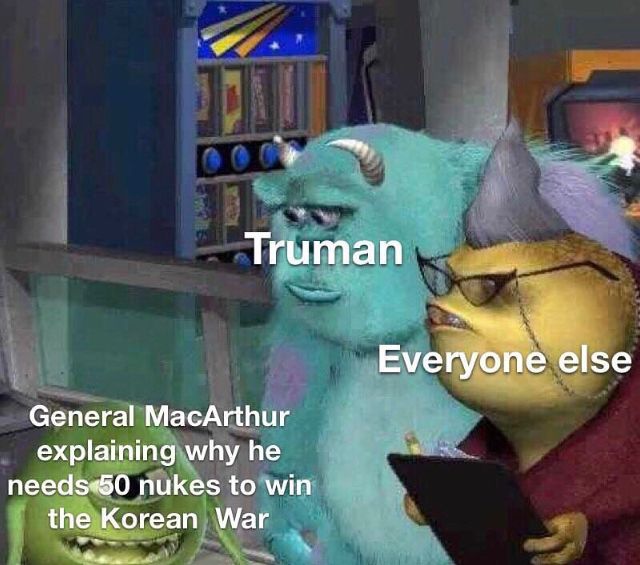 Truman
Everyone else
General MacArthur
explaining why he
needs 50 nukes to win
the Korean War